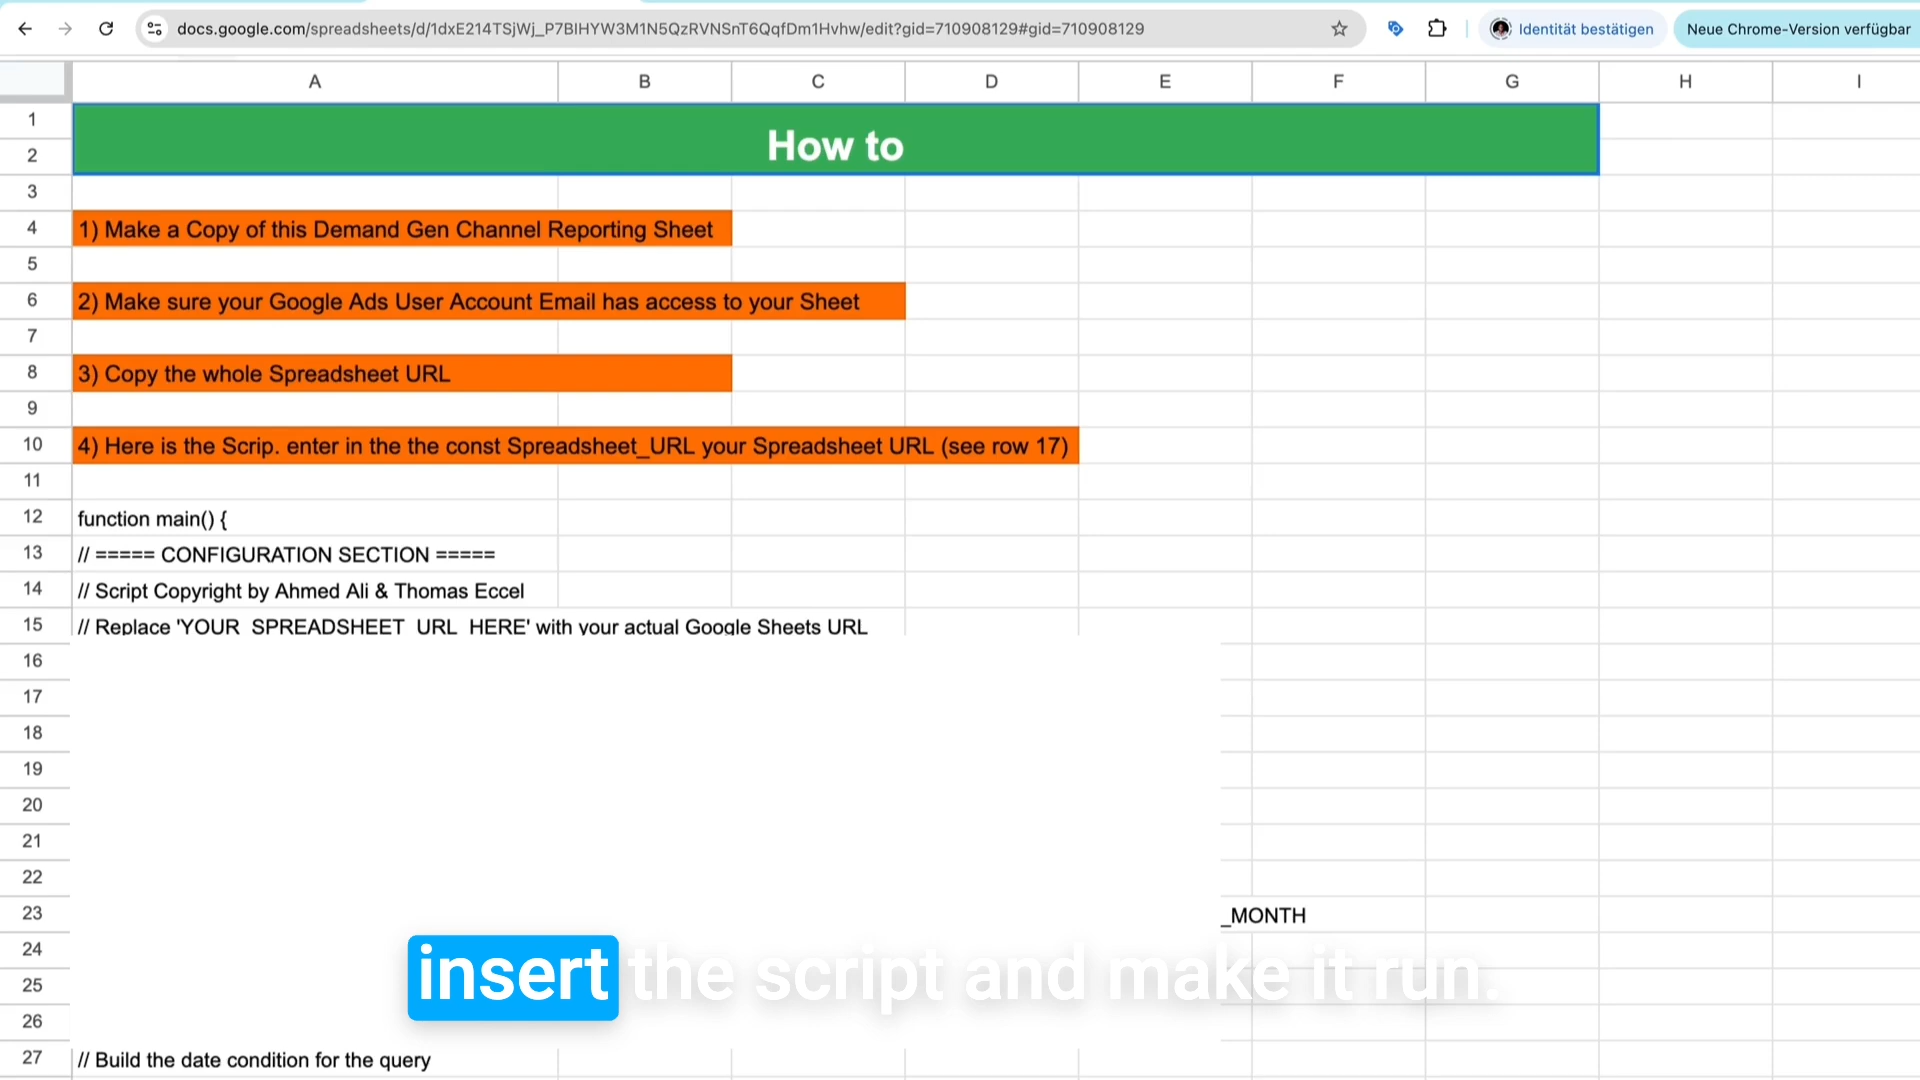 docs.google.com/spreadsheets/d/1dxE214TSjWj_P7BIHYW3M1N5QzRVNSnT6QqfDm1Hvhw/edit?gid=710908129#gid=710908129
Identität bestätigen
Neue Chrome-Version verfügbar
A B C D E F G H I
1
2
How to
3
4 1) Make a Copy of this Demand Gen Channel Reporting Sheet
5
6 2) Make sure your Google Ads User Account Email has access to your Sheet
7
8 3) Copy the whole Spreadsheet URL
9
10 4) Here is the Scrip. enter in the the const Spreadsheet_URL your Spreadsheet URL (see row 17)
11
12 function main() {
13 // ===== CONFIGURATION SECTION =====
14 // Script Copyright by Ahmed Ali & Thomas Eccel
15 // Replace 'YOUR_SPREADSHEET_URL_HERE' with your actual Google Sheets URL
16
17
18
19
20
21
22
23 _MONTH
24
insert the script and make it run.
25
26
27 // Build the date condition for the query